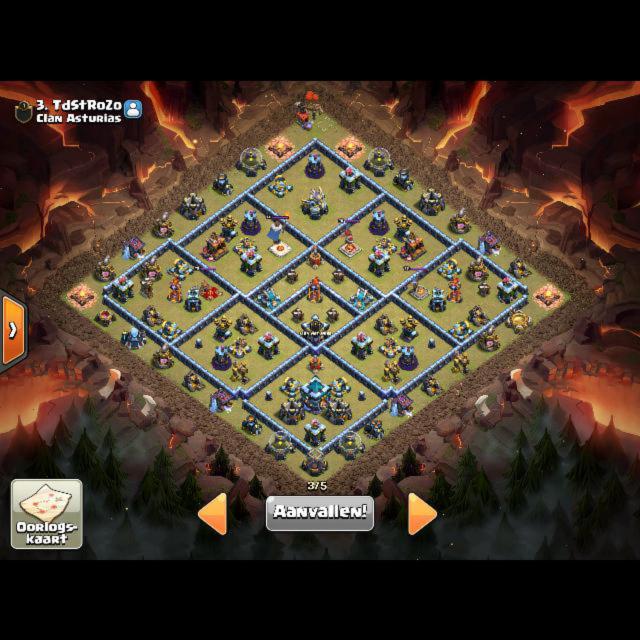 3. TdStRoZo
Clan Asturias
3/5
Aanvallen!
Oorlogs-
kaart